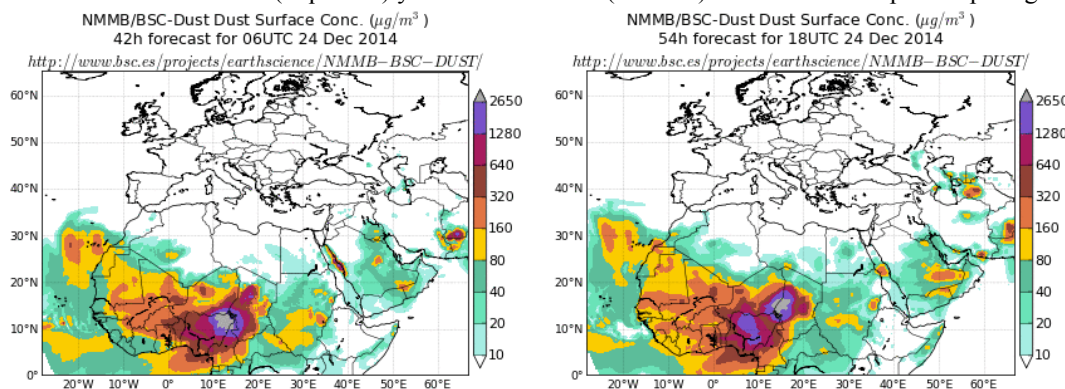 NMMB/BSC-Dust Dust Surface Conc. (μg/m³)
42h forecast for 06UTC 24 Dec 2014
http://www.bsc.es/projects/earthscience/NMMB−BSC−DUST/
60°N
50°N
40°N
30°N
20°N
10°N
0°
20°W 10°W 0° 10°E 20°E 30°E 40°E 50°E 60°E
2650
1280
640
320
160
80
40
20
10
NMMB/BSC-Dust Dust Surface Conc. (μg/m³)
54h forecast for 18UTC 24 Dec 2014
http://www.bsc.es/projects/earthscience/NMMB−BSC−DUST/
60°N
50°N
40°N
30°N
20°N
10°N
0°
20°W 10°W 0° 10°E 20°E 30°E 40°E 50°E 60°E
2650
1280
640
320
160
80
40
20
10